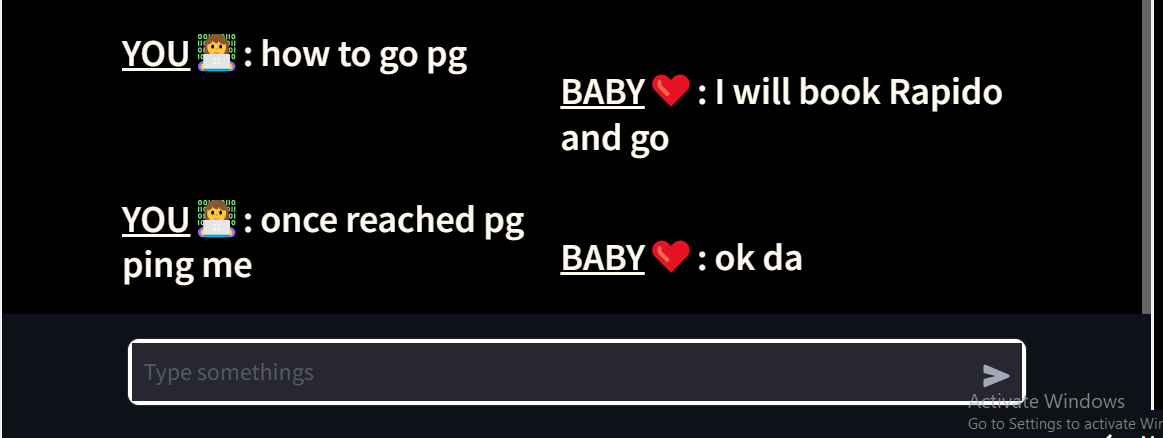 YOU 👩‍💻 : how to go pg
BABY ❤️ : I will book Rapido
and go
YOU 👩‍💻 : once reached pg
ping me
BABY ❤️ : ok da
Type somethings
Activate Windows
Go to Settings to activate Wir